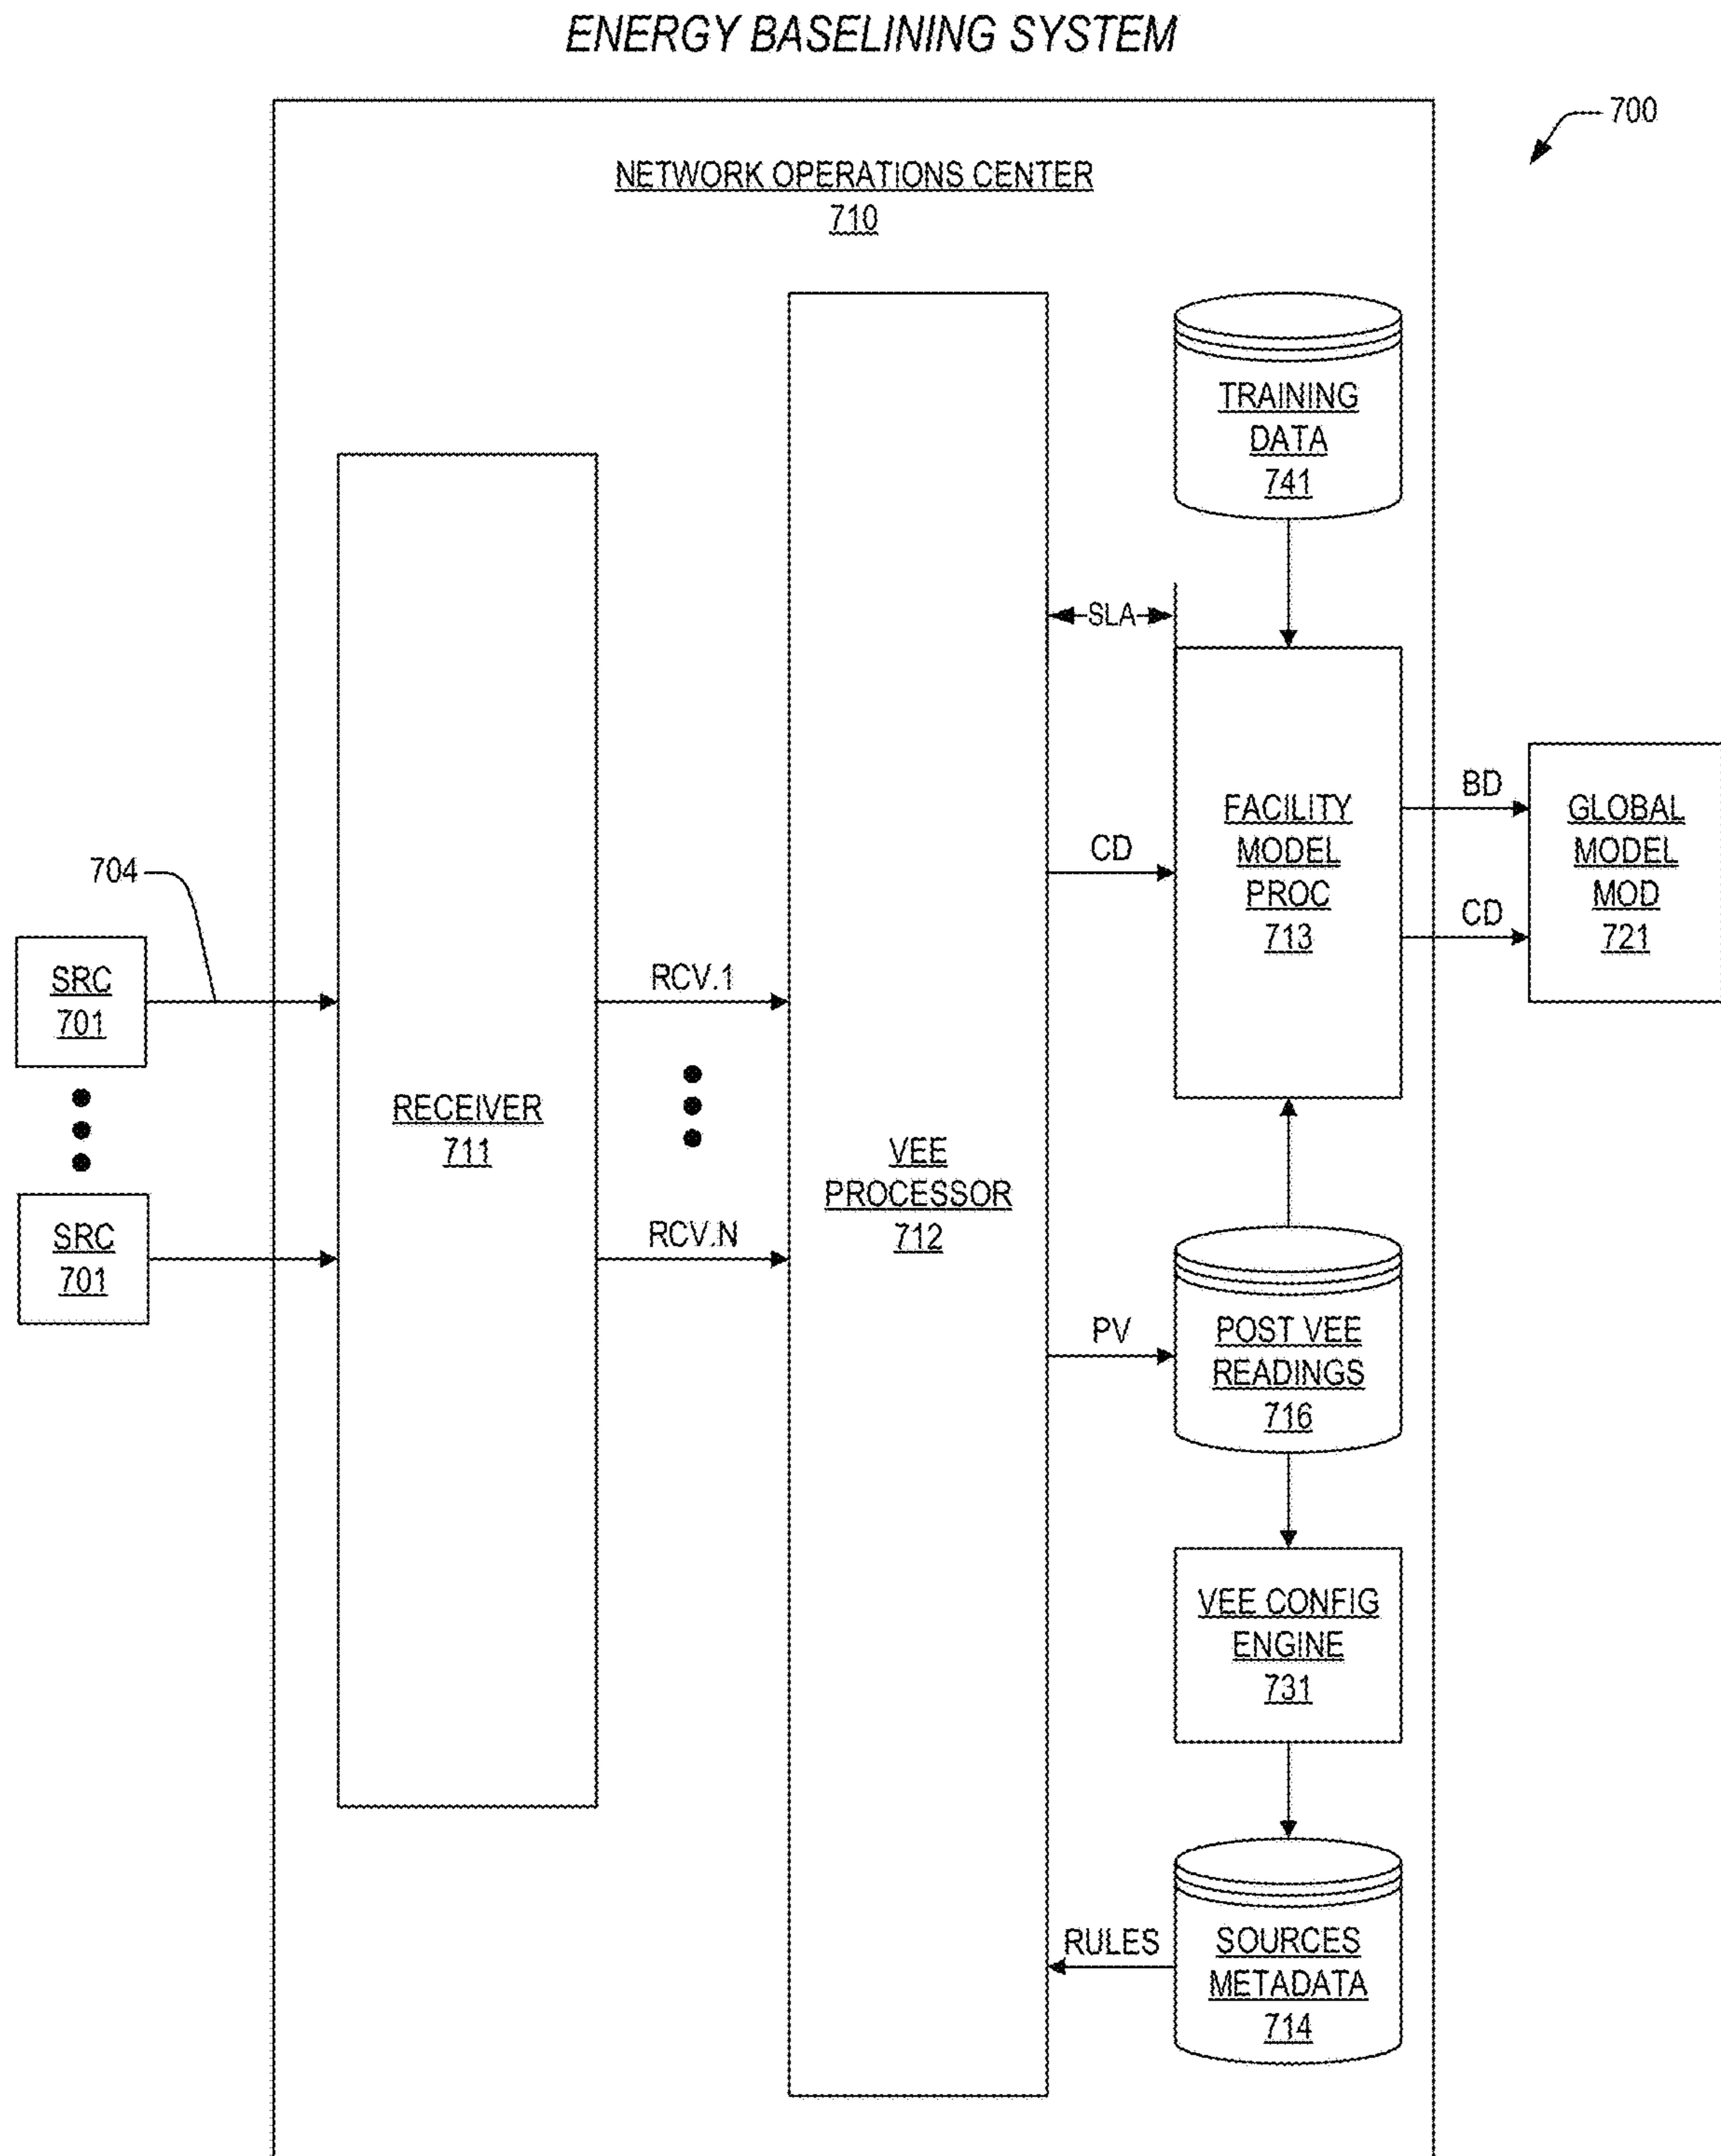 ENERGY BASELINING SYSTEM
700
NETWORK OPERATIONS CENTER
710
TRAINING
DATA
741
SLA
FACILITY
MODEL
PROC
713
BD
CD
GLOBAL
MODEL
MOD
721
CD
704
SRC
701
SRC
701
RECEIVER
711
RCV.1
RCV.N
VEE
PROCESSOR
712
PV
POST VEE
READINGS
716
VEE CONFIG
ENGINE
731
RULES
SOURCES
METADATA
714